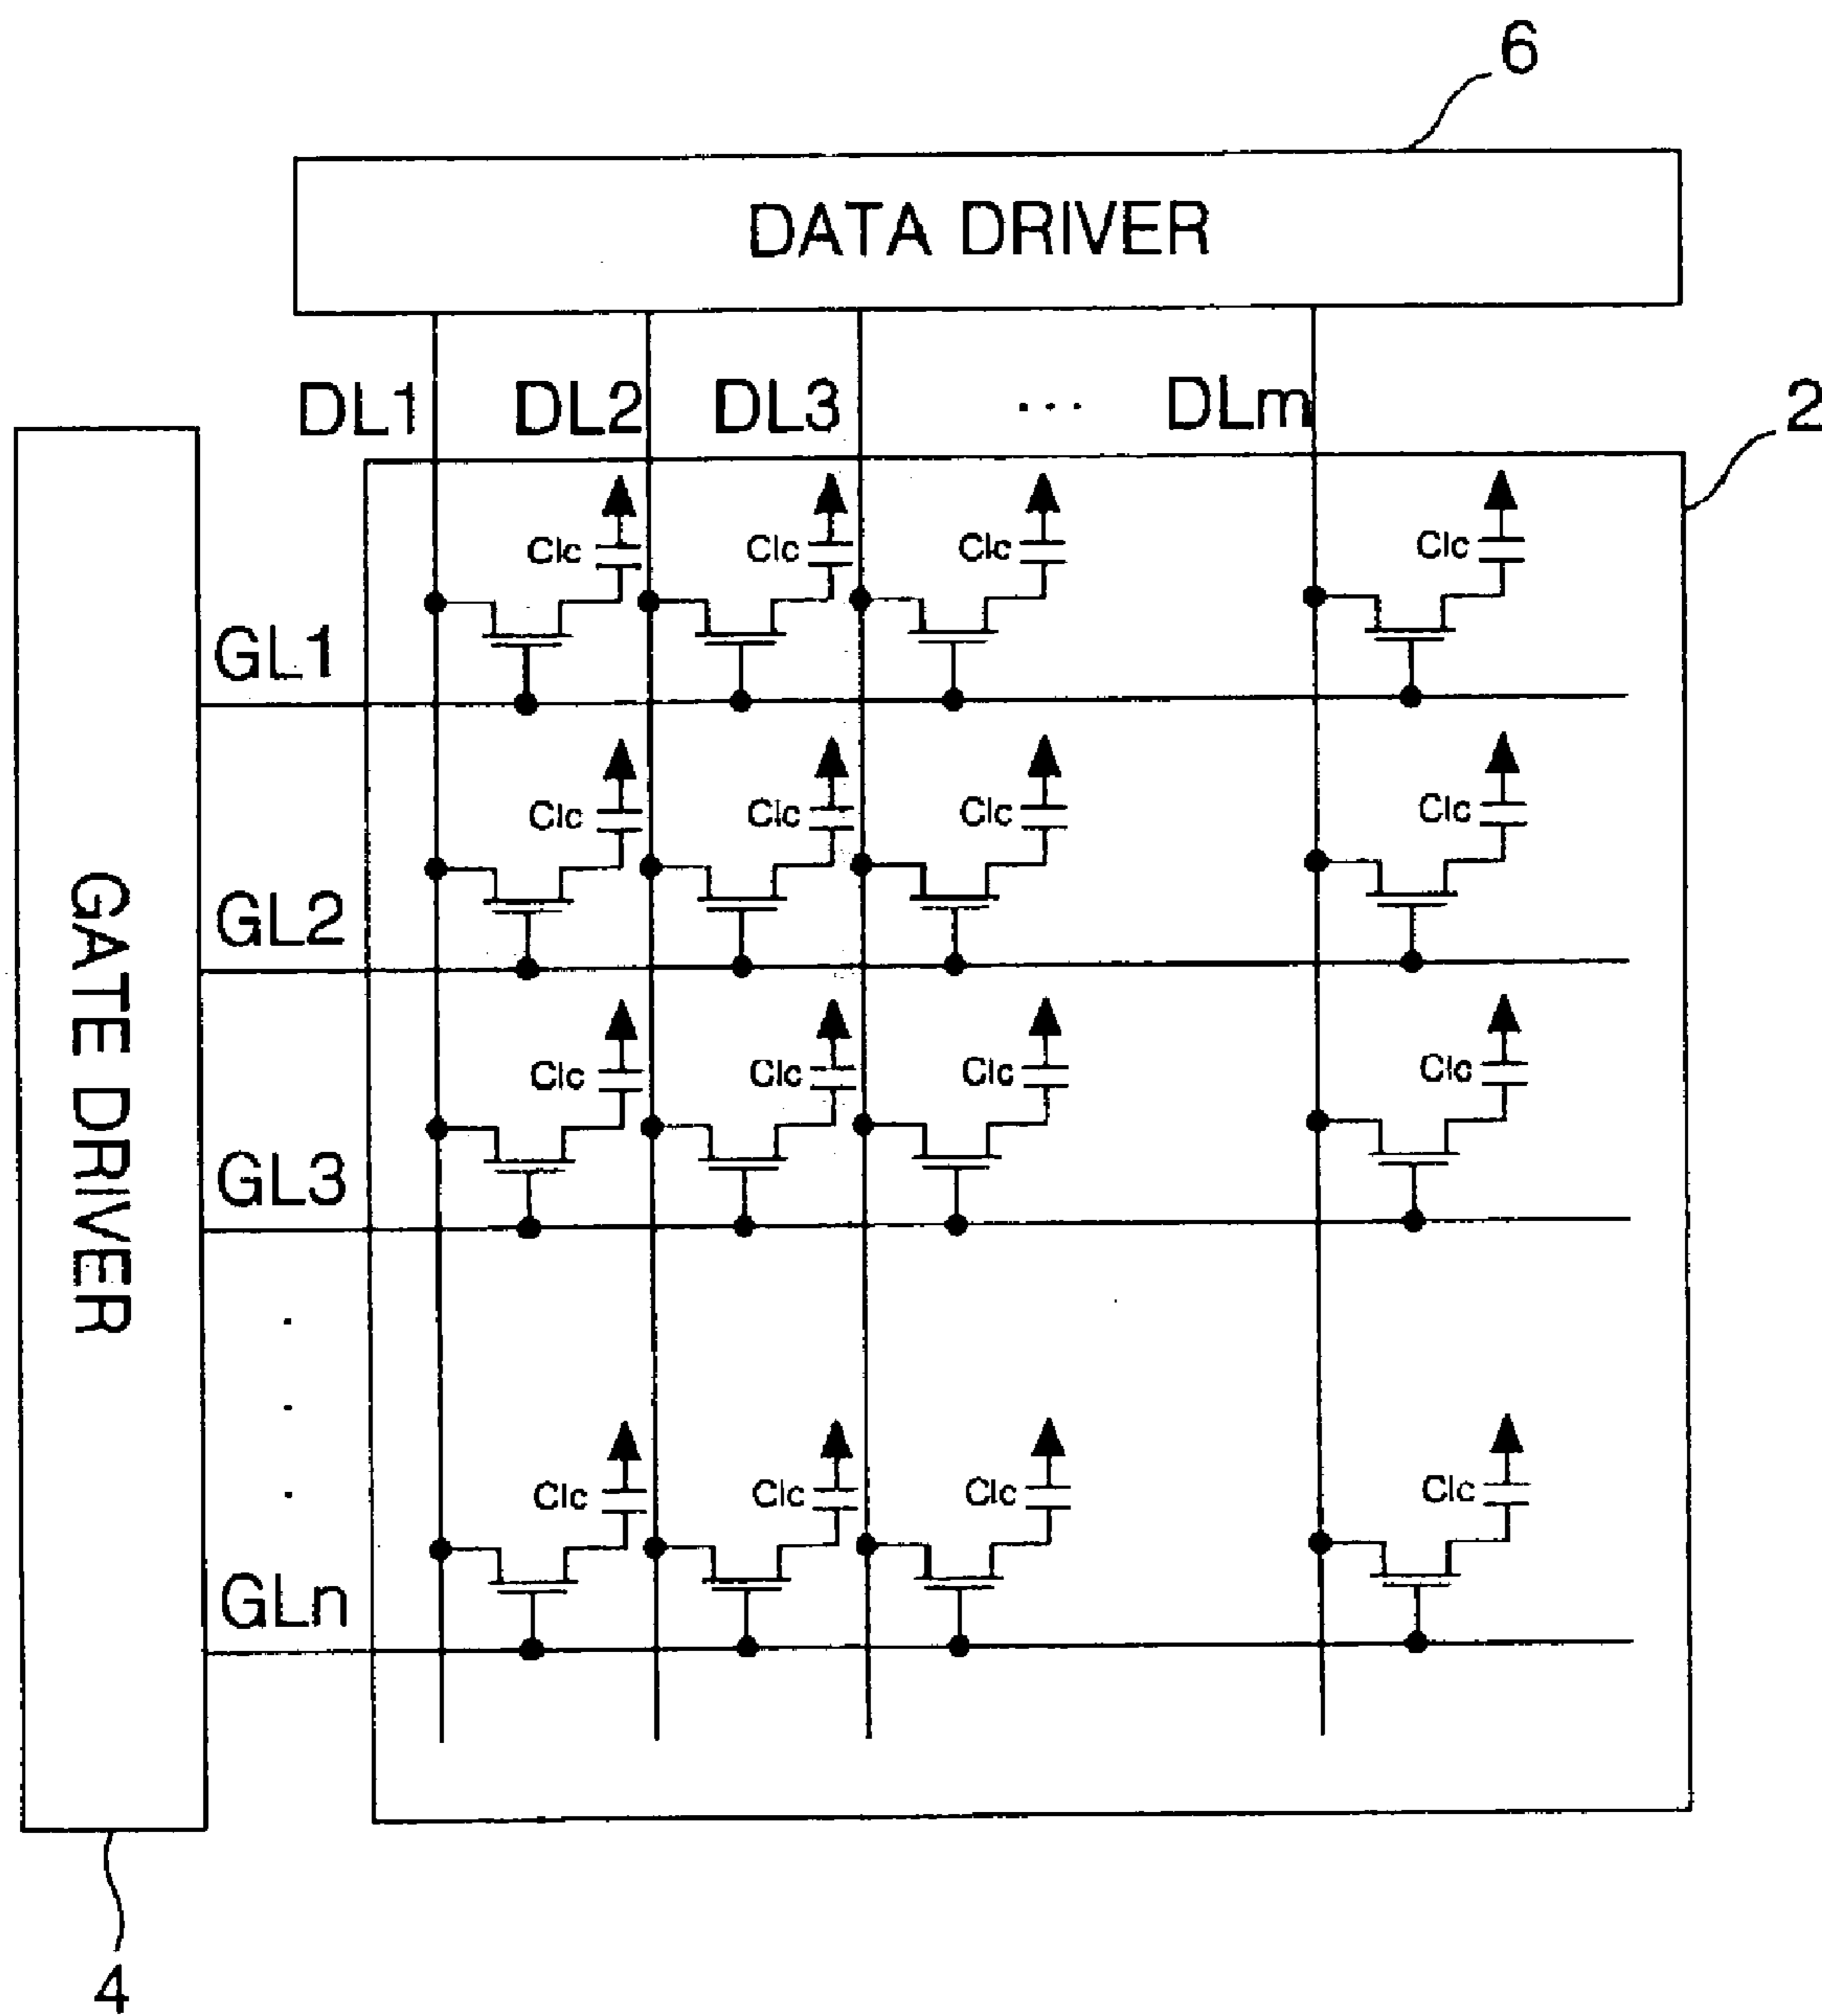 6
DATA DRIVER
DL1 DL2 DL3 ... DLm
2
Clc Clc Clc Clc
GL1
Clc Clc Clc Clc
GL2
Clc Clc Clc Clc
GL3
GATE DRIVER
.
.
.
Clc Clc Clc Clc
GLn
4